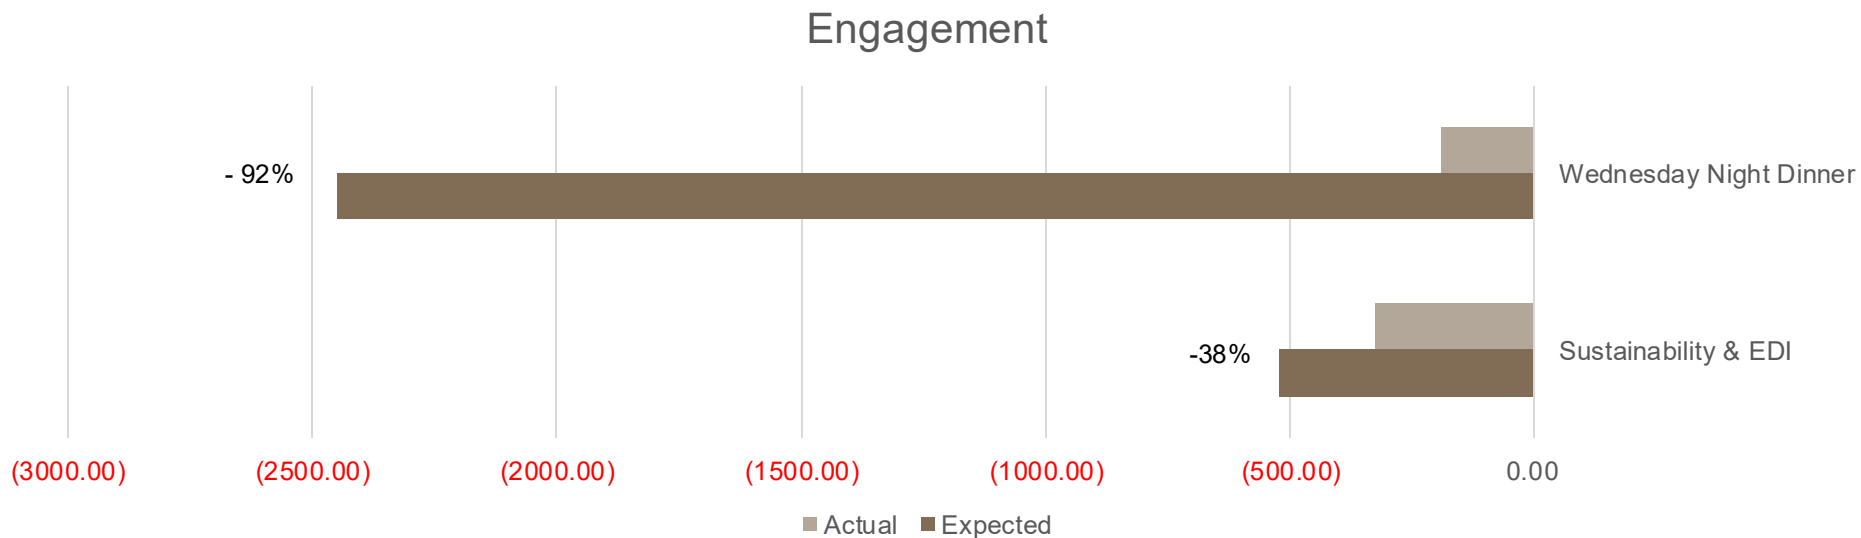 Engagement
- 92%
Wednesday Night Dinner
-38%
Sustainability & EDI
(3000.00) (2500.00) (2000.00) (1500.00) (1000.00) (500.00) 0.00
Actual Expected